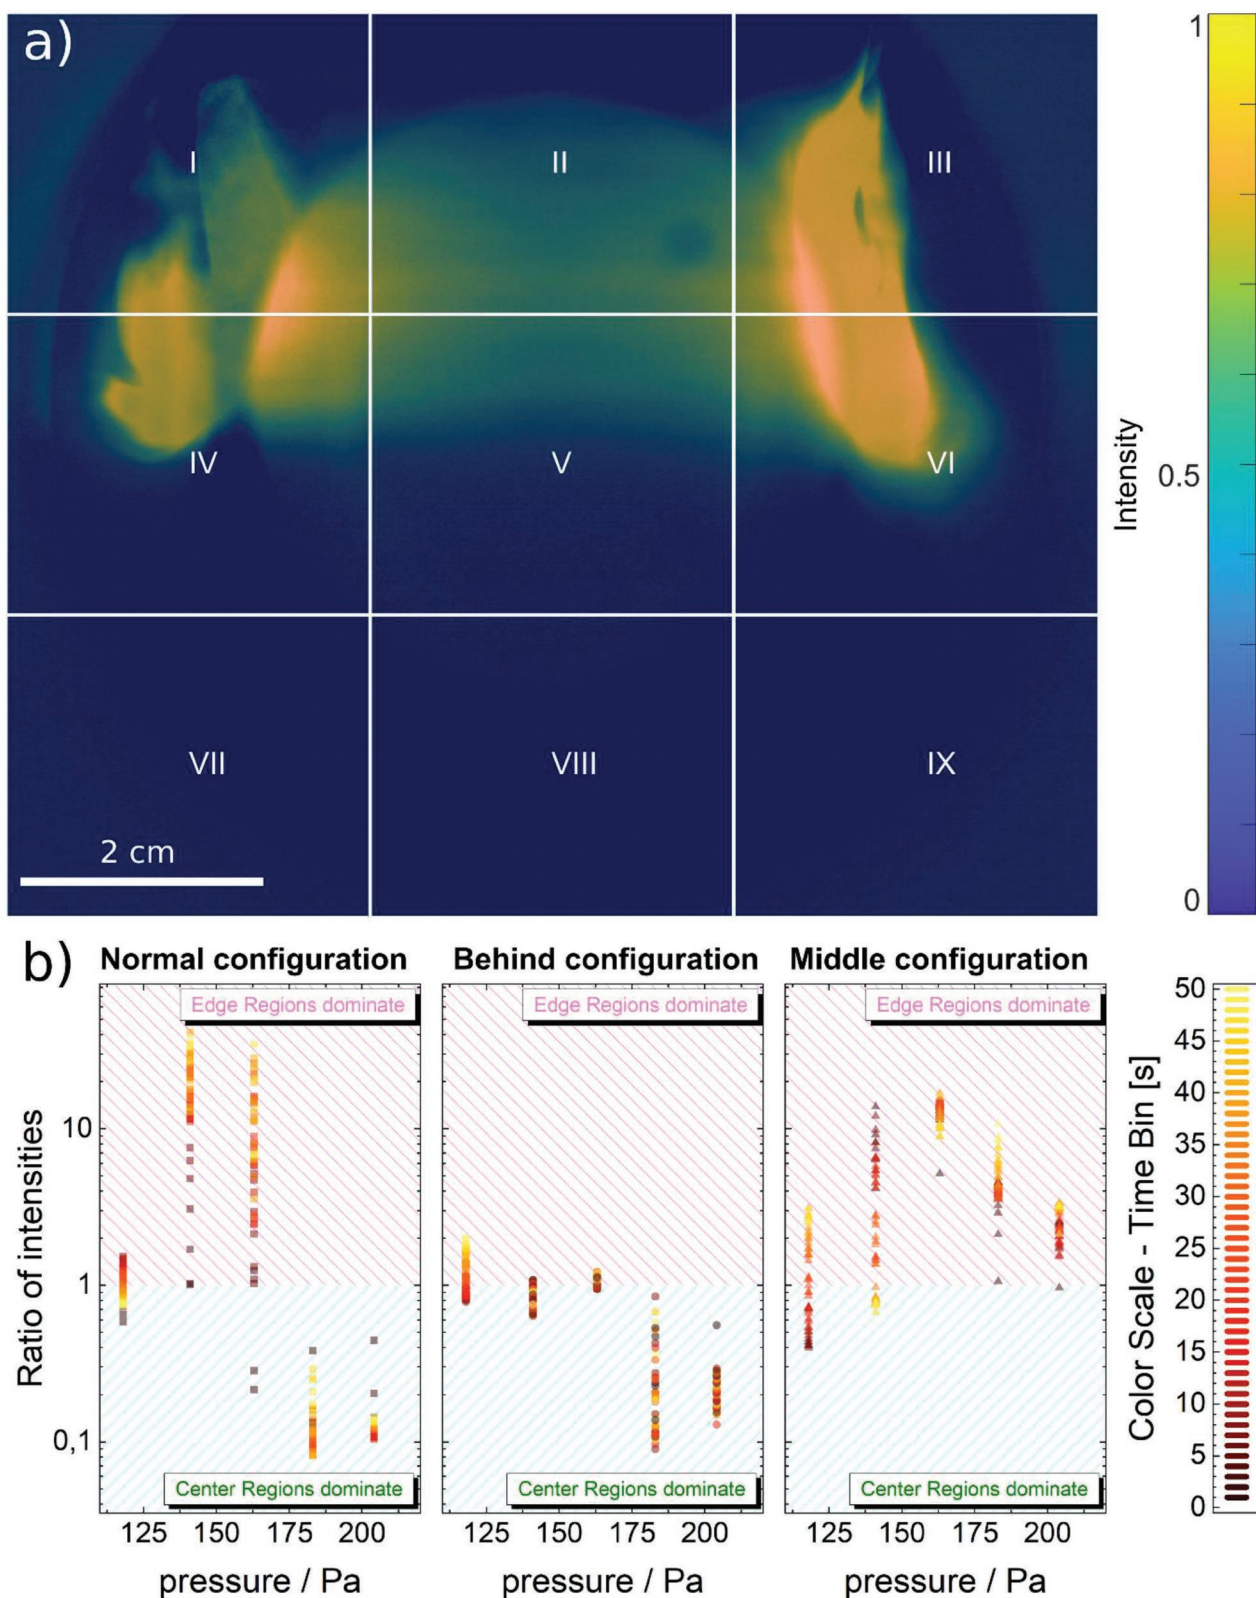 a)
I
II
III
IV
V
VI
VII
VIII
IX
2 cm
1
0.5
0
Intensity
b)
Normal configuration
Behind configuration
Middle configuration
Edge Regions dominate
Edge Regions dominate
Edge Regions dominate
Ratio of intensities
10
1
0,1
Center Regions dominate
Center Regions dominate
Center Regions dominate
125 150 175 200
125 150 175 200
125 150 175 200
pressure / Pa
pressure / Pa
pressure / Pa
Color Scale - Time Bin [s]
50
45
40
35
30
25
20
15
10
5
0